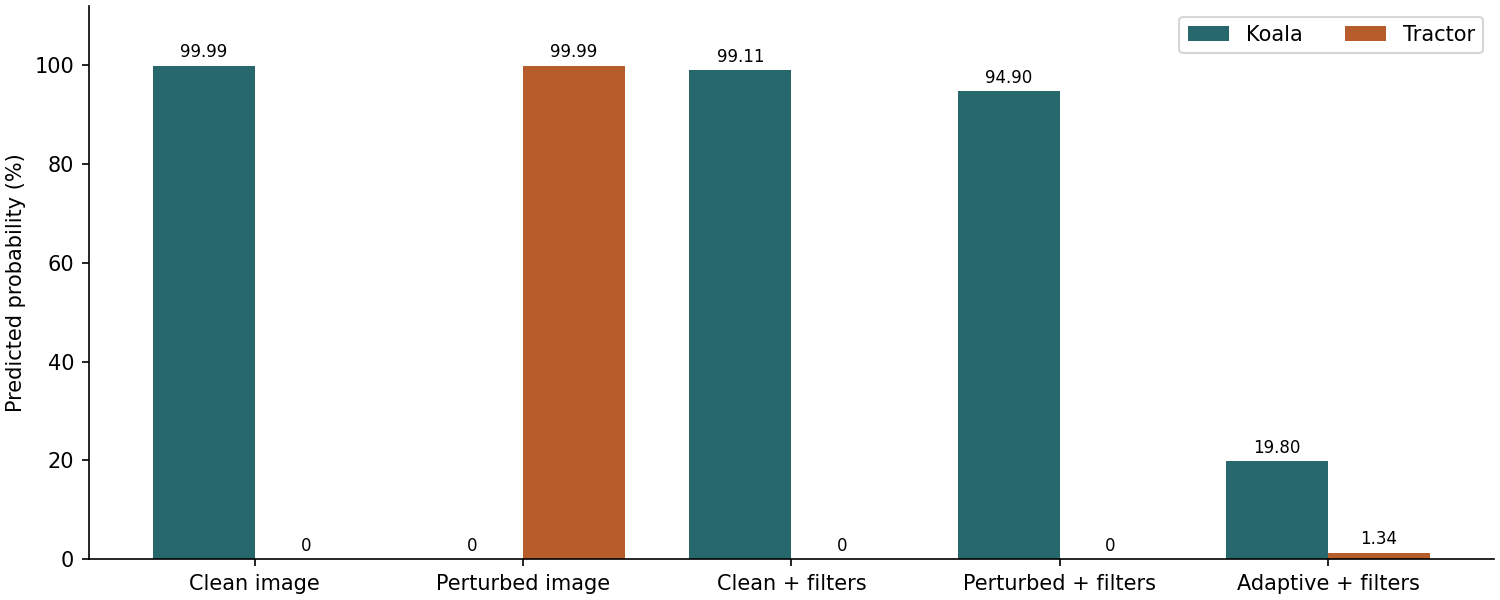 Koala
Tractor
Predicted probability (%)
100
80
60
40
20
0
99.99
0
0
99.99
99.11
0
94.90
0
19.80
1.34
Clean image
Perturbed image
Clean + filters
Perturbed + filters
Adaptive + filters